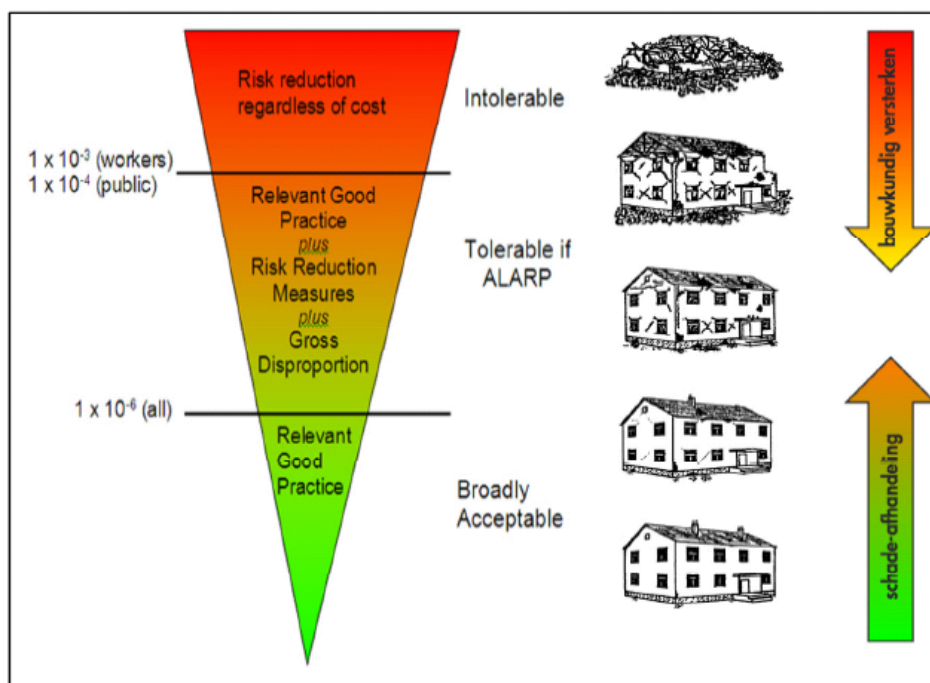 Risk reduction
regardless of cost
Intolerable
1 x 10⁻³ (workers)
1 x 10⁻⁴ (public)
Relevant Good
Practice
plus
Risk Reduction
Measures
plus
Gross
Disproportion
Tolerable if
ALARP
1 x 10⁻⁶ (all)
Relevant
Good
Practice
Broadly
Acceptable
bouwkundig versterken
schade-afhandeing